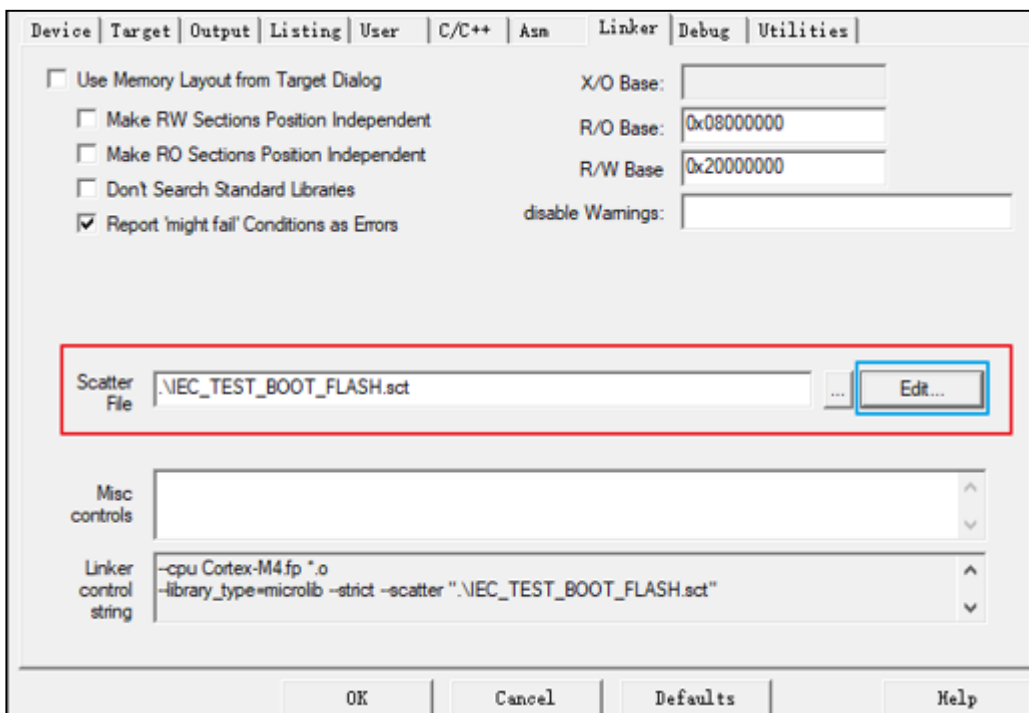 Device Target Output Listing User C/C++ Asm Linker Debug Utilities
Use Memory Layout from Target Dialog
X/O Base:
Make RW Sections Position Independent
R/O Base: 0x08000000
Make RO Sections Position Independent
R/W Base 0x20000000
Don't Search Standard Libraries
disable Warnings:
Report 'might fail' Conditions as Errors
Scatter
File
.\IEC_TEST_BOOT_FLASH.sct
... Edit...
Misc
controls
Linker
control
string
--cpu Cortex-M4.fp *.o
--library_type=microlib --strict --scatter ".\IEC_TEST_BOOT_FLASH.sct"
OK Cancel Defaults Help